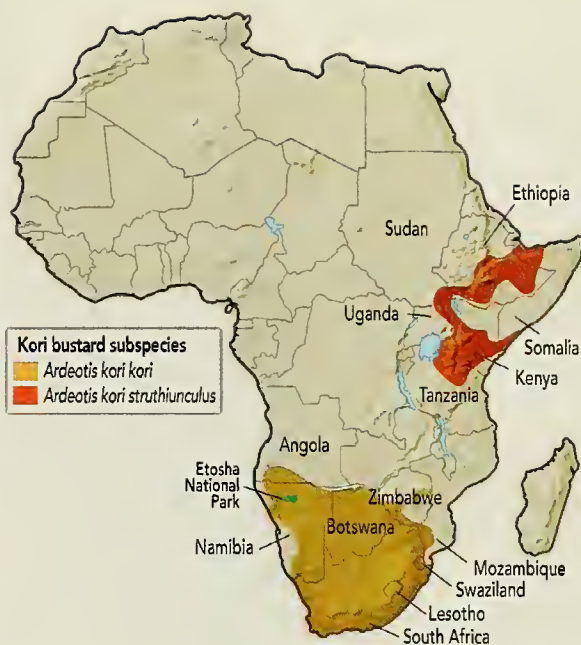 Ethiopia
Sudan
Uganda
Somalia
Kenya
Tanzania
Kori bustard subspecies
Ardeotis kori kori
Ardeotis kori struthiunculus
Angola
Etosha
National
Park
Zimbabwe
Botswana
Namibia
Mozambique
Swaziland
Lesotho
South Africa